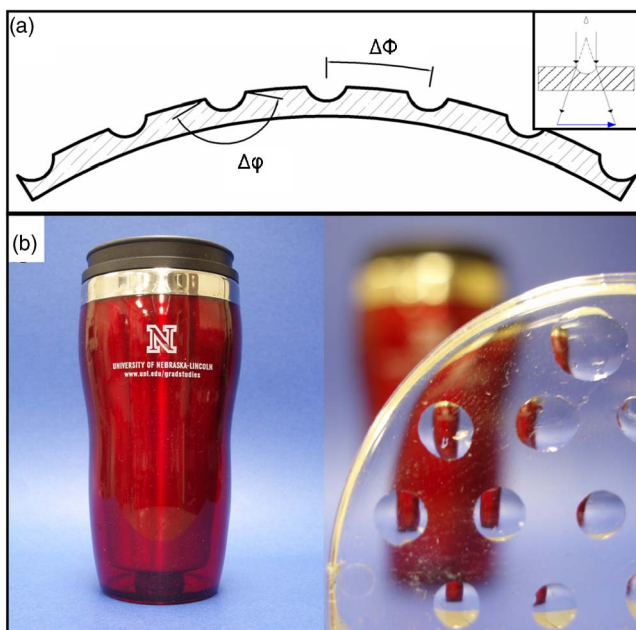 (a)
ΔΦ
Δφ
Δ
(b)
N
UNIVERSITY OF NEBRASKA-LINCOLN
www.unl.edu/gradstudies